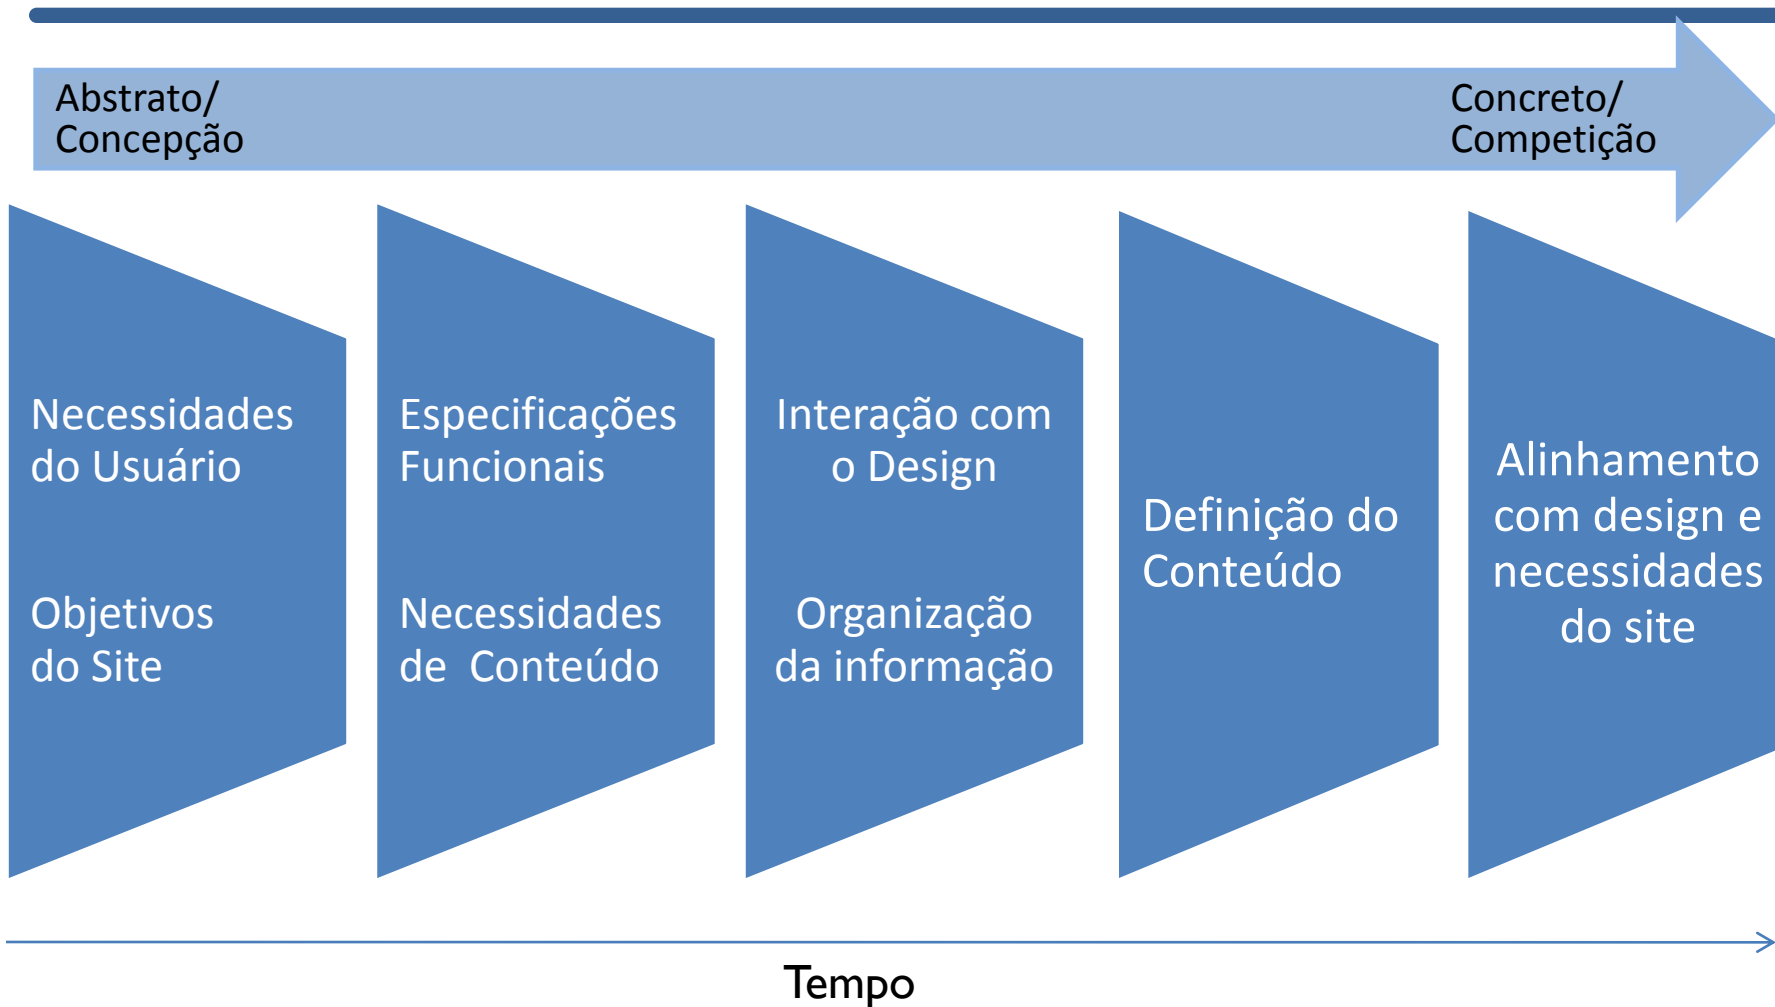 Abstrato/
Concepção
Concreto/
Competição
Necessidades
do Usuário
Objetivos
do Site
Especificações
Funcionais
Necessidades
de  Conteúdo
Interação com
o Design
Organização
da informação
Definição do
Conteúdo
Alinhamento
com design e
necessidades
do site
Tempo